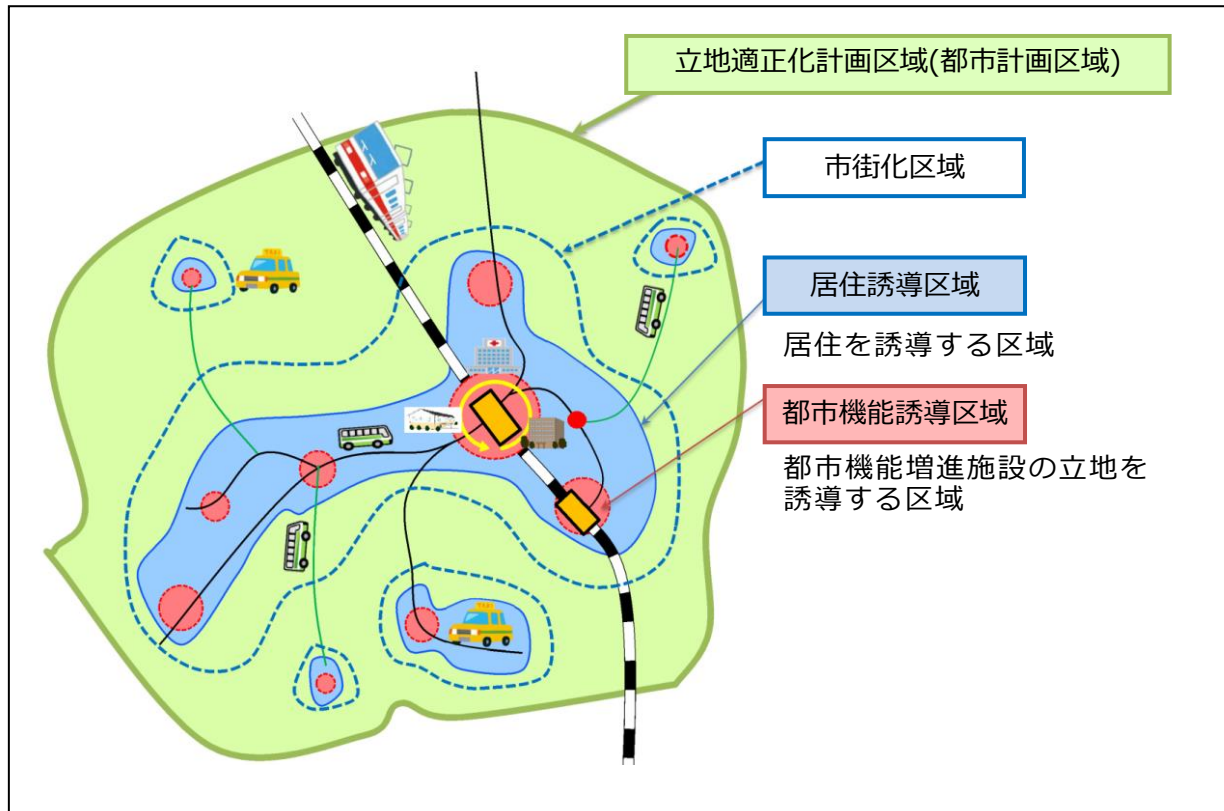 立地適正化計画区域(都市計画区域)
市街化区域
居住誘導区域
居住を誘導する区域
都市機能誘導区域
都市機能増進施設の立地を
誘導する区域